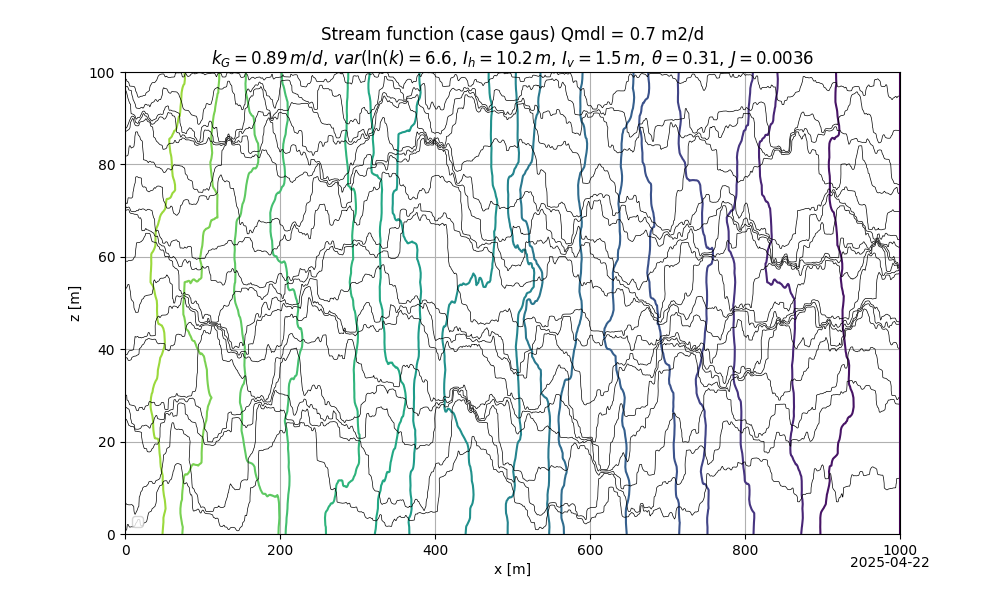 Stream function (case gaus) Qmdl = 0.7 m2/d
k_G = 0.89 m/d, var(ln(k) = 6.6, I_h = 10.2 m, I_v = 1.5 m, θ = 0.31, J = 0.0036
100
80
60
40
20
0
z [m]
0 200 400 600 800 1000
x [m]
2025-04-22